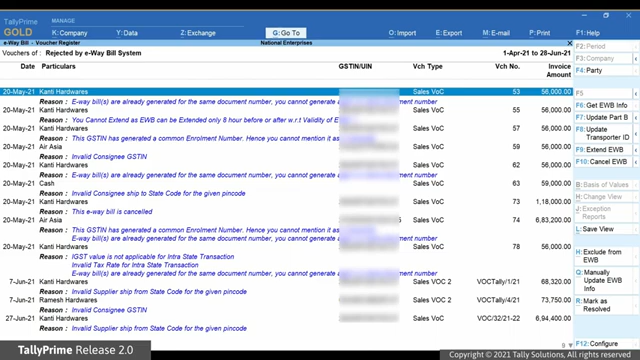 TallyPrime MANAGE
GOLD K: Company Y: Data Z: Exchange G: Go To O: Import E: Export M: E-mail P: Print F1: Help
e-Way Bill - Voucher Register National Enterprises
Vouchers of : Rejected by e-Way Bill System 1-Apr-21 to 28-Jun-21
Date Particulars GSTIN/UIN Vch Type Vch No. Invoice
Amount
20-May-21 Kanti Hardwares Sales VoC 53 56,000.00
Reason : E-way bill(s) are already generated for the same document number, you cannot generate a document number
20-May-21 Kanti Hardwares Sales VoC 55 56,000.00
Reason : You Cannot Extend as EWB can be Extended only 8 hour before or after w.r.t Validity of E
20-May-21 Kanti Hardwares Sales VoC 57 56,000.00
Reason : This GSTIN has generated a common Enrolment Number. Hence you cannot mention it as
20-May-21 Air Asia Sales VoC 59 56,000.00
Reason : Invalid Consignee GSTIN
20-May-21 Kanti Hardwares Sales VoC 62 56,000.00
Reason : E-way bill(s) are already generated for the same document number, you cannot generate a document number
20-May-21 Cash Sales VoC 63 59,000.00
Reason : Invalid Consignee ship to State Code for the given pincode
20-May-21 Kanti Hardwares Sales VoC 73 1,18,000.00
Reason : This e-way bill is cancelled
20-May-21 Air Asia Sales VoC 74 6,83,200.00
Reason : This GSTIN has generated a common Enrolment Number. Hence you cannot mention it as
E-way bill(s) are already generated for the same document number, you cannot generate a document number
20-May-21 Kanti Hardwares Sales VoC 78 56,000.00
Reason : IGST value is not applicable for Intra State Transaction
Invalid Tax Rate for Intra State Transaction
E-way bill(s) are already generated for the same document number, you cannot generate a document number
7-Jun-21 Kanti Hardwares Sales VOC 2 VOCTally/1/21 68,320.00
Reason : Invalid Supplier ship from State Code for the given pincode
7-Jun-21 Ramesh Hardwares Sales VOC 2 VOCTally/4/21 73,750.00
Reason : Invalid Consignee GSTIN
27-Jun-21 Kanti Hardwares Sales VoC VOC/32/21-22 6,94,400.00
Reason : Invalid Supplier ship from State Code for the given pincode
9
F2: Period
F3: Company
F4: Party
F5
F6: Get EWB Info
F7: Update Part B
F8: Update
Transporter ID
F9: Extend EWB
F10: Cancel EWB
B: Basis of Values
H: Change View
J: Exception
Reports
L: Save View
H: Exclude from
EWB
Q: Manually
Update EWB
Info
R: Mark as
Resolved
F12: Configure
TallyPrime Release 2.0
Copyright © 2021 Tally Solutions, All Rights Reserved